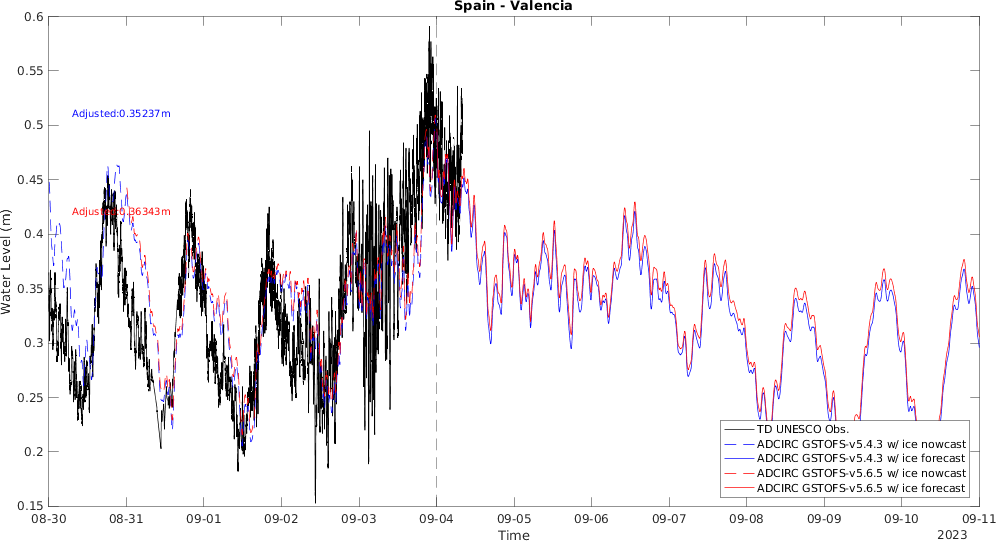 Spain - Valencia
0.6
0.55
0.5
0.45
0.4
0.35
0.3
0.25
0.2
0.15
Water Level (m)
Adjusted:0.35237m
Adjusted:0.36343m
TD UNESCO Obs.
ADCIRC GSTOFS-v5.4.3 w/ ice nowcast
ADCIRC GSTOFS-v5.4.3 w/ ice forecast
ADCIRC GSTOFS-v5.6.5 w/ ice nowcast
ADCIRC GSTOFS-v5.6.5 w/ ice forecast
08-30 08-31 09-01 09-02 09-03 09-04 09-05 09-06 09-07 09-08 09-09 09-10 09-11
Time
2023